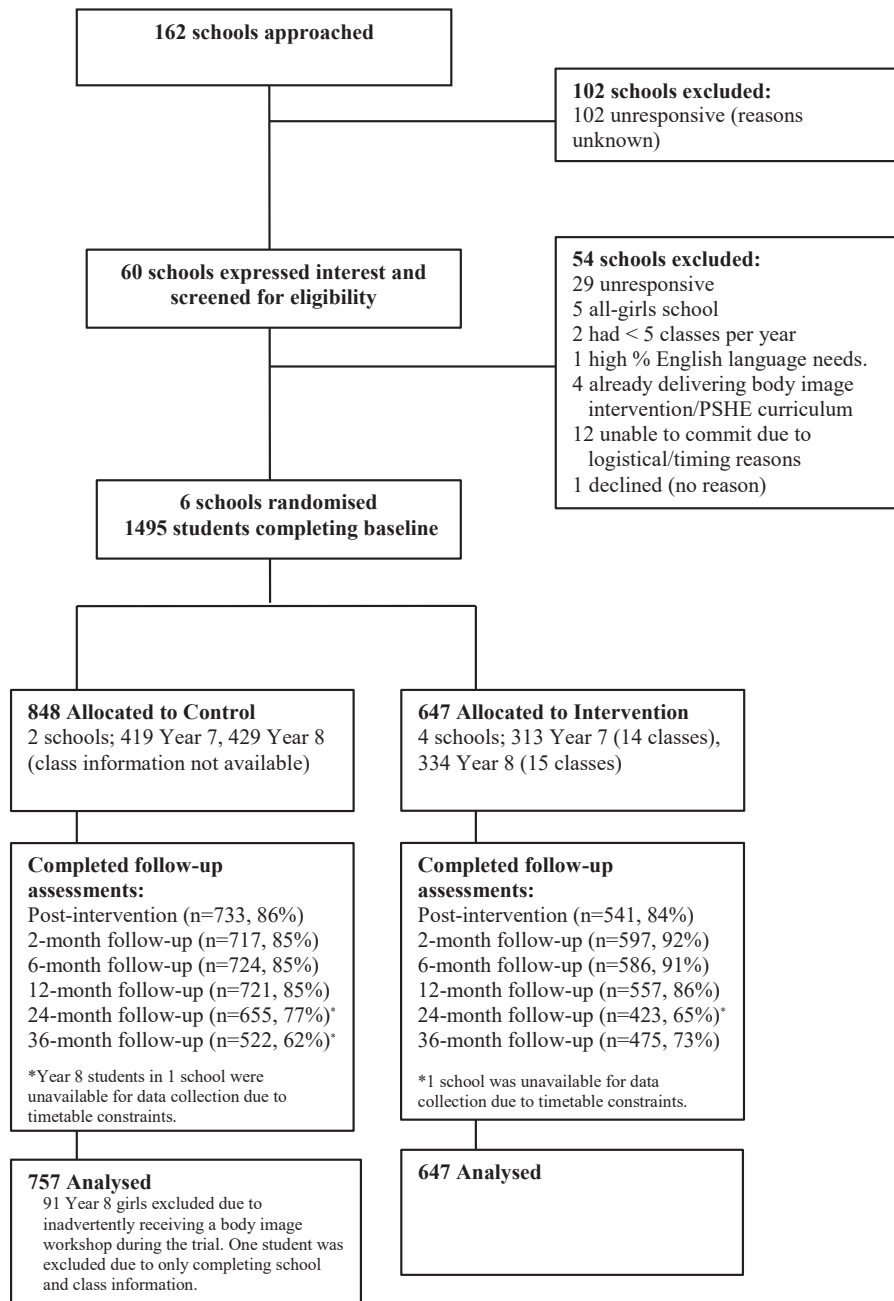 162 schools approached
102 schools excluded:
102 unresponsive (reasons
unknown)
60 schools expressed interest and
screened for eligibility
54 schools excluded:
29 unresponsive
5 all-girls school
2 had < 5 classes per year
1 high % English language needs.
4 already delivering body image
intervention/PSHE curriculum
12 unable to commit due to
logistical/timing reasons
1 declined (no reason)
6 schools randomised
1495 students completing baseline
848 Allocated to Control
2 schools; 419 Year 7, 429 Year 8
(class information not available)
647 Allocated to Intervention
4 schools; 313 Year 7 (14 classes),
334 Year 8 (15 classes)
Completed follow-up
assessments:
Post-intervention (n=733, 86%)
2-month follow-up (n=717, 85%)
6-month follow-up (n=724, 85%)
12-month follow-up (n=721, 85%)
24-month follow-up (n=655, 77%)*
36-month follow-up (n=522, 62%)*
*Year 8 students in 1 school were
unavailable for data collection due to
timetable constraints.
Completed follow-up
assessments:
Post-intervention (n=541, 84%)
2-month follow-up (n=597, 92%)
6-month follow-up (n=586, 91%)
12-month follow-up (n=557, 86%)
24-month follow-up (n=423, 65%)*
36-month follow-up (n=475, 73%)
*1 school was unavailable for data
collection due to timetable constraints.
757 Analysed
91 Year 8 girls excluded due to
inadvertently receiving a body image
workshop during the trial. One student was
excluded due to only completing school
and class information.
647 Analysed